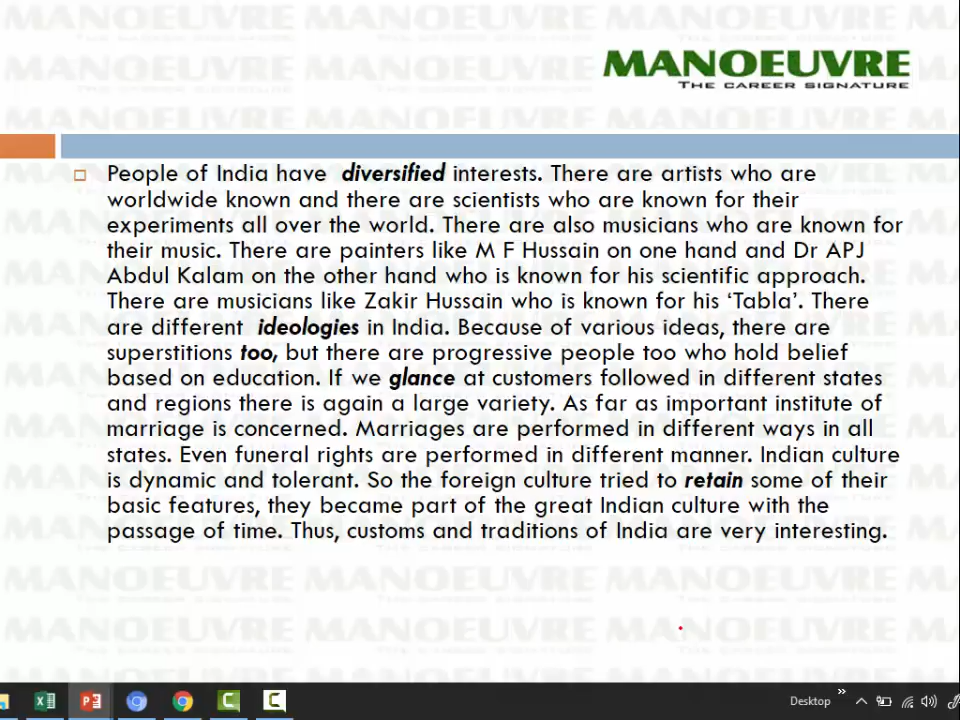 MANOEUVRE
THE CAREER SIGNATURE
People of India have diversified interests. There are artists who are
worldwide known and there are scientists who are known for their
experiments all over the world. There are also musicians who are known for
their music. There are painters like M F Hussain on one hand and Dr APJ
Abdul Kalam on the other hand who is known for his scientific approach.
There are musicians like Zakir Hussain who is known for his ‘Tabla’. There
are different ideologies in India. Because of various ideas, there are
superstitions too, but there are progressive people too who hold belief
based on education. If we glance at customers followed in different states
and regions there is again a large variety. As far as important institute of
marriage is concerned. Marriages are performed in different ways in all
states. Even funeral rights are performed in different manner. Indian culture
is dynamic and tolerant. So the foreign culture tried to retain some of their
basic features, they became part of the great Indian culture with the
passage of time. Thus, customs and traditions of India are very interesting.
Desktop